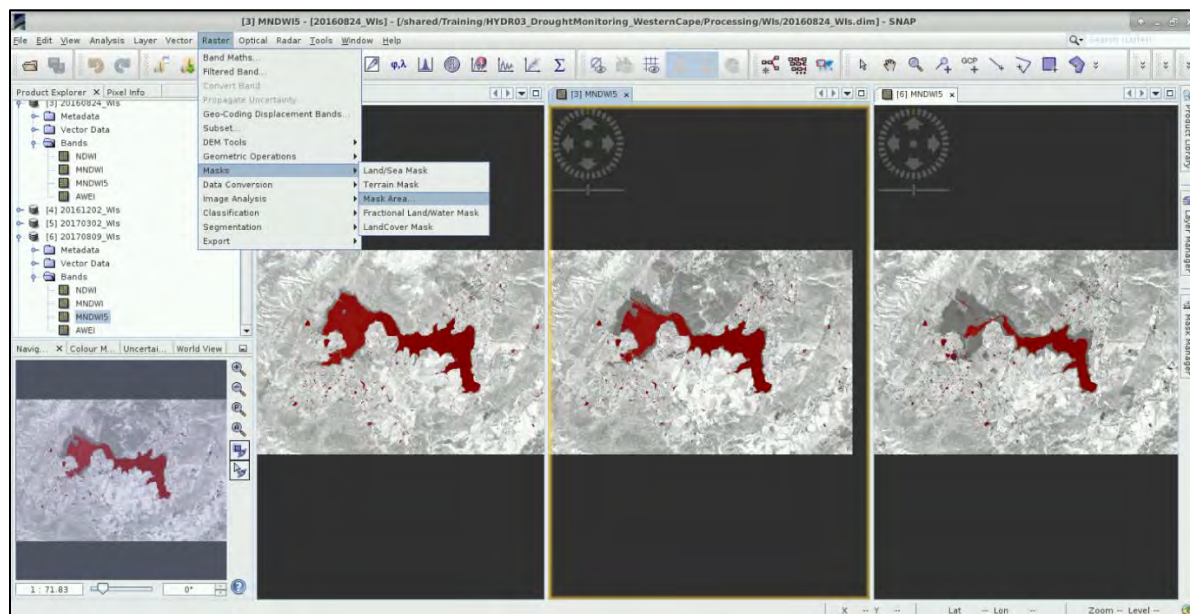 [3] MNDWI5 - [20160824_WIs] - [/shared/Training/HYDR03_DroughtMonitoring_WesternCape/Processing/WIs/20160824_WIs.dim] - SNAP
File Edit View Analysis Layer Vector Raster Optical Radar Tools Window Help
Search (Ctrl+I)
Band Maths...
Filtered Band...
Convert Band
Propagate Uncertainty...
Geo-Coding Displacement Bands...
Subset...
DEM Tools
Geometric Operations
Masks
Data Conversion
Image Analysis
Classification
Segmentation
Export
Land/Sea Mask
Terrain Mask
Mask Area...
Fractional Land/Water Mask
LandCover Mask
φ,λ
Σ
GCP
Product Explorer X Pixel Info
[3] 20160824_WIs
Metadata
Vector Data
Bands
NDWI
MNDWI
MNDWI5
AWEI
[4] 20161202_WIs
[5] 20170302_WIs
[6] 20170809_WIs
Metadata
Vector Data
Bands
NDWI
MNDWI
MNDWI5
AWEI
[3] MNDWI5 x
[6] MNDWI5 x
Product Library
Layer Manager
Mask Manager
Navig... X Colour M... Uncertai... World View
1 : 71.83
0°
X -- Y -- Lat -- Lon -- Zoom -- Level --